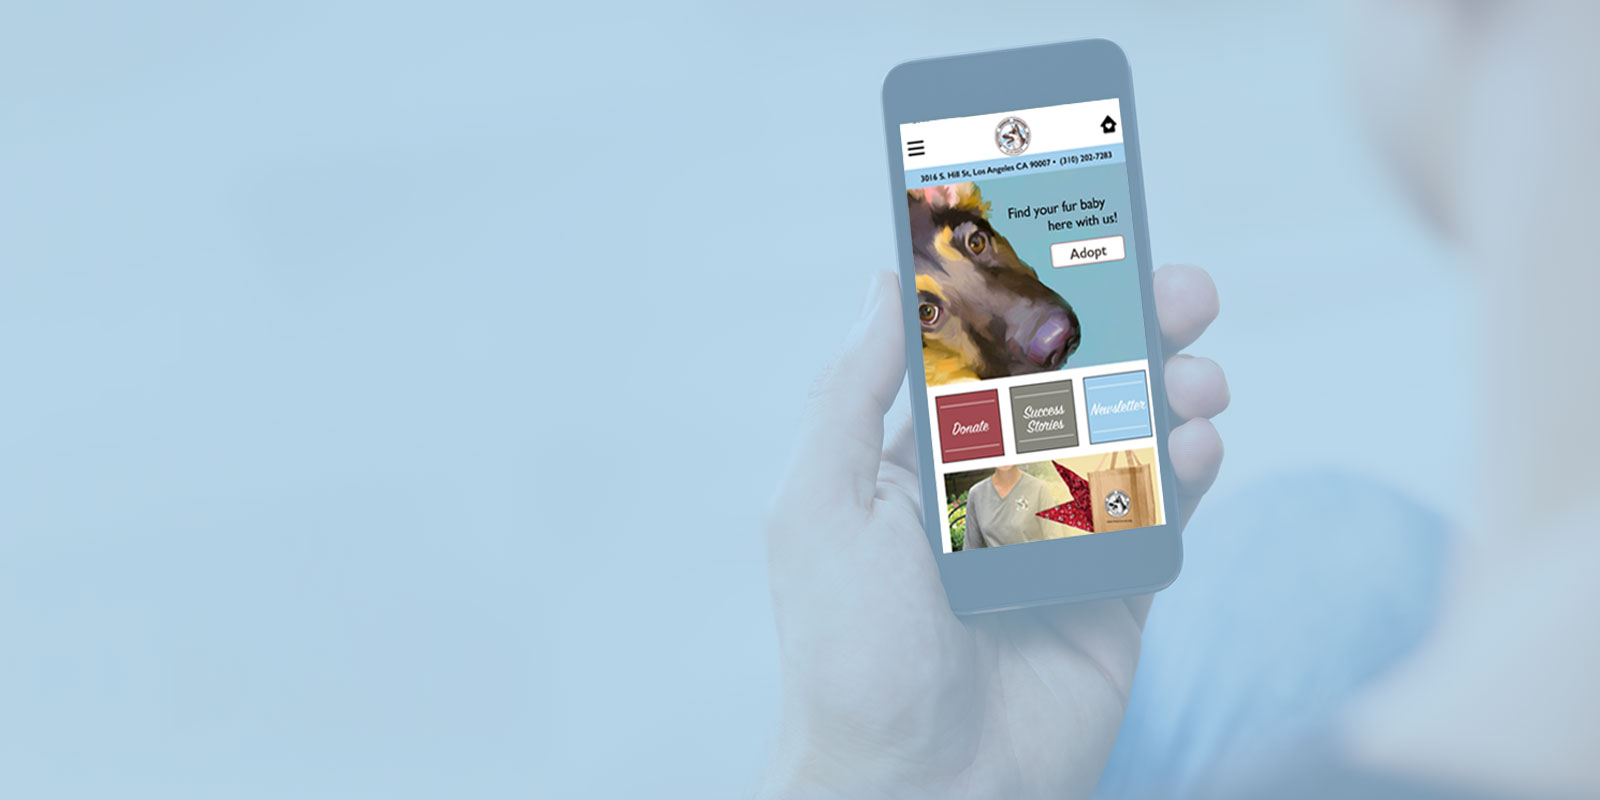 3016 S. Hill St, Los Angeles CA 90007 • (310) 202-7283
Find your fur baby
here with us!
Adopt
Donate
Success
Stories
Newsletter